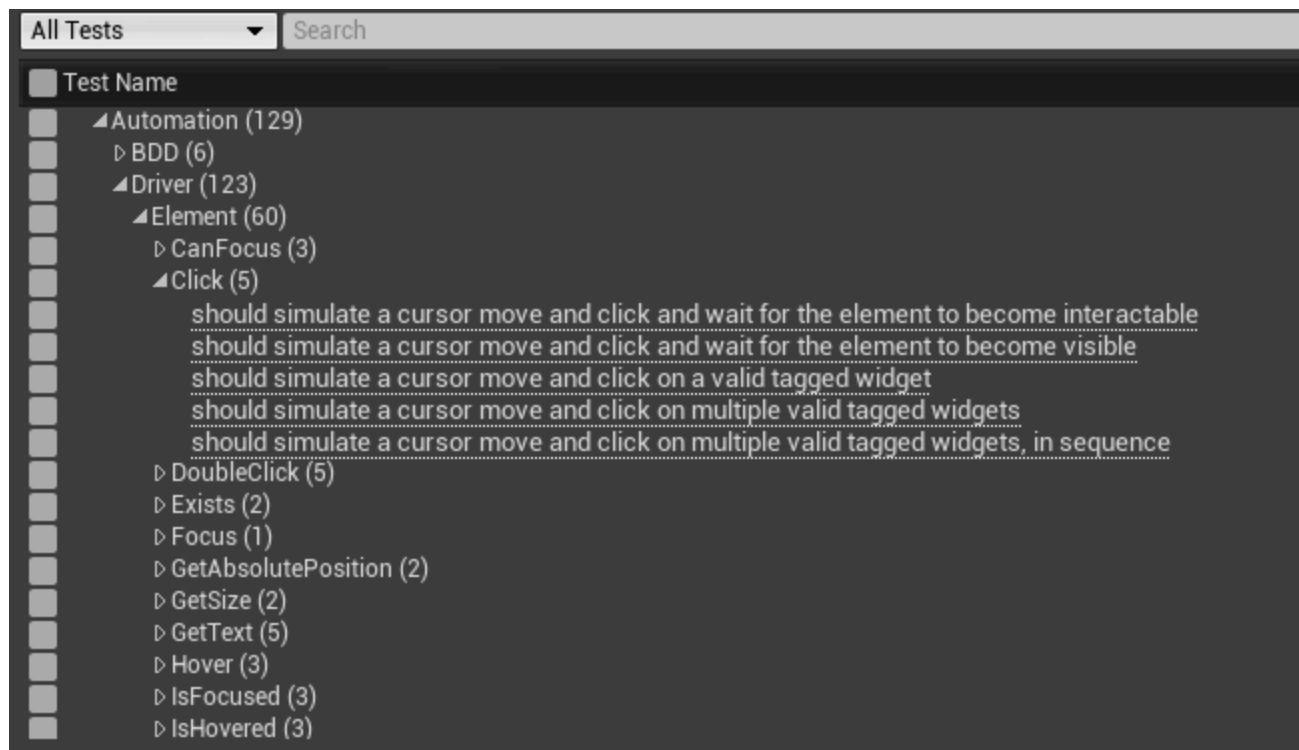 All Tests Search
Test Name
Automation (129)
BDD (6)
Driver (123)
Element (60)
CanFocus (3)
Click (5)
should simulate a cursor move and click and wait for the element to become interactable
should simulate a cursor move and click and wait for the element to become visible
should simulate a cursor move and click on a valid tagged widget
should simulate a cursor move and click on multiple valid tagged widgets
should simulate a cursor move and click on multiple valid tagged widgets, in sequence
DoubleClick (5)
Exists (2)
Focus (1)
GetAbsolutePosition (2)
GetSize (2)
GetText (5)
Hover (3)
IsFocused (3)
IsHovered (3)